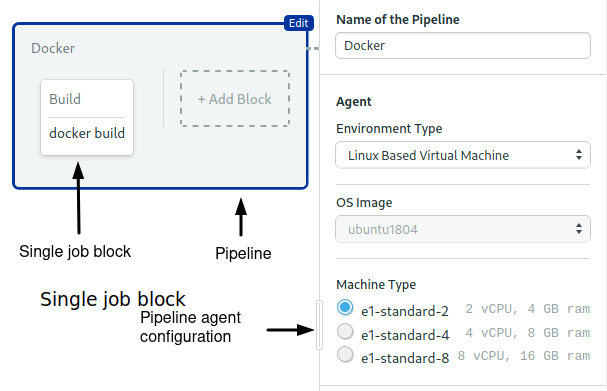 Edit
Docker
Build
docker build
+ Add Block
Single job block
Pipeline
Single job block
Pipeline agent
configuration
Name of the Pipeline
Docker
Agent
Environment Type
Linux Based Virtual Machine
OS Image
ubuntu1804
Machine Type
e1-standard-2 2 vCPU, 4 GB ram
e1-standard-4 4 vCPU, 8 GB ram
e1-standard-8 8 vCPU, 16 GB ram